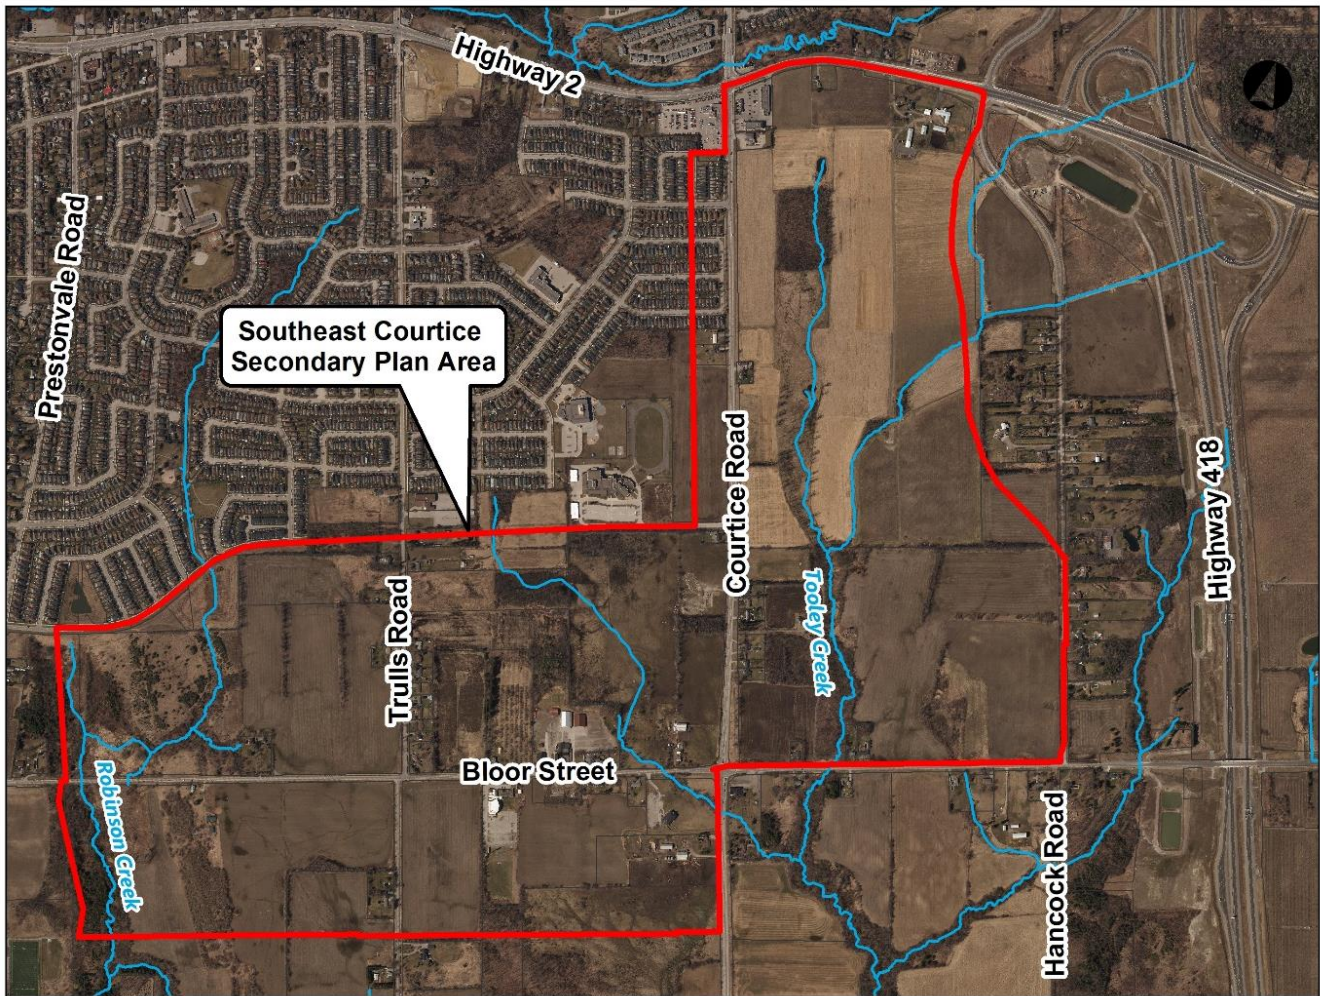 Highway 2
Prestonvale Road
Southeast Courtice
Secondary Plan Area
Courtice Road
Highway 418
Trulls Road
Tooley Creek
Bloor Street
Robinson Creek
Hancock Road